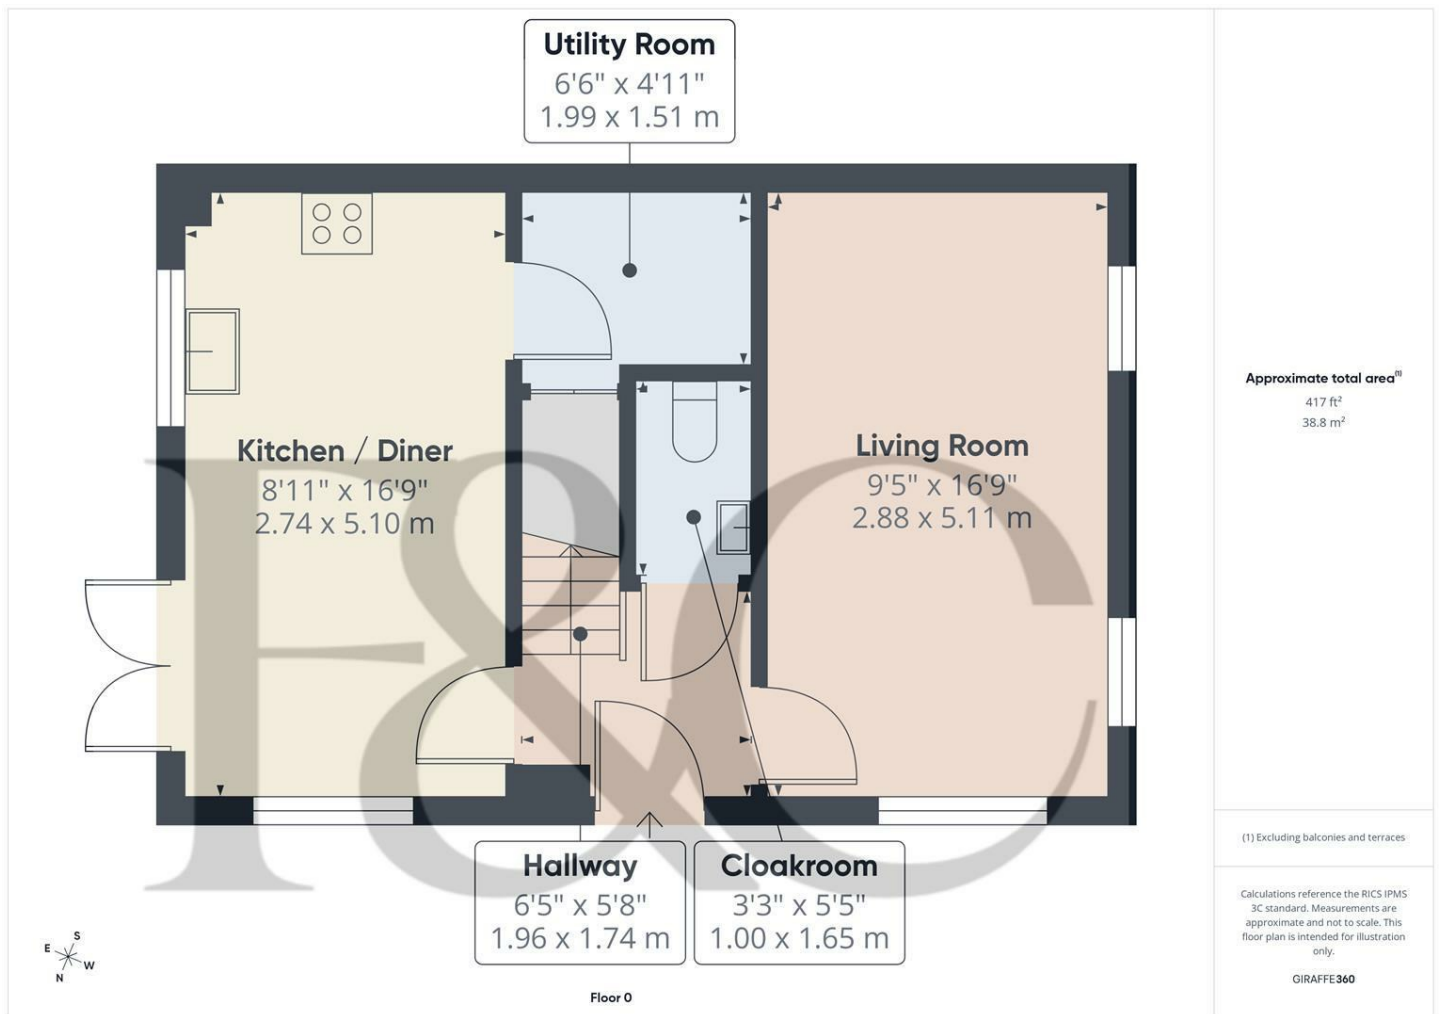 Utility Room
6'6" x 4'11"
1.99 x 1.51 m
Kitchen / Diner
8'11" x 16'9"
2.74 x 5.10 m
Living Room
9'5" x 16'9"
2.88 x 5.11 m
F&C
Hallway
6'5" x 5'8"
1.96 x 1.74 m
Cloakroom
3'3" x 5'5"
1.00 x 1.65 m
S
E
W
N
Floor 0
Approximate total area(1)
417 ft²
38.8 m²
(1) Excluding balconies and terraces
Calculations reference the RICS IPMS
3C standard. Measurements are
approximate and not to scale. This
floor plan is intended for illustration
only.
GIRAFFE360